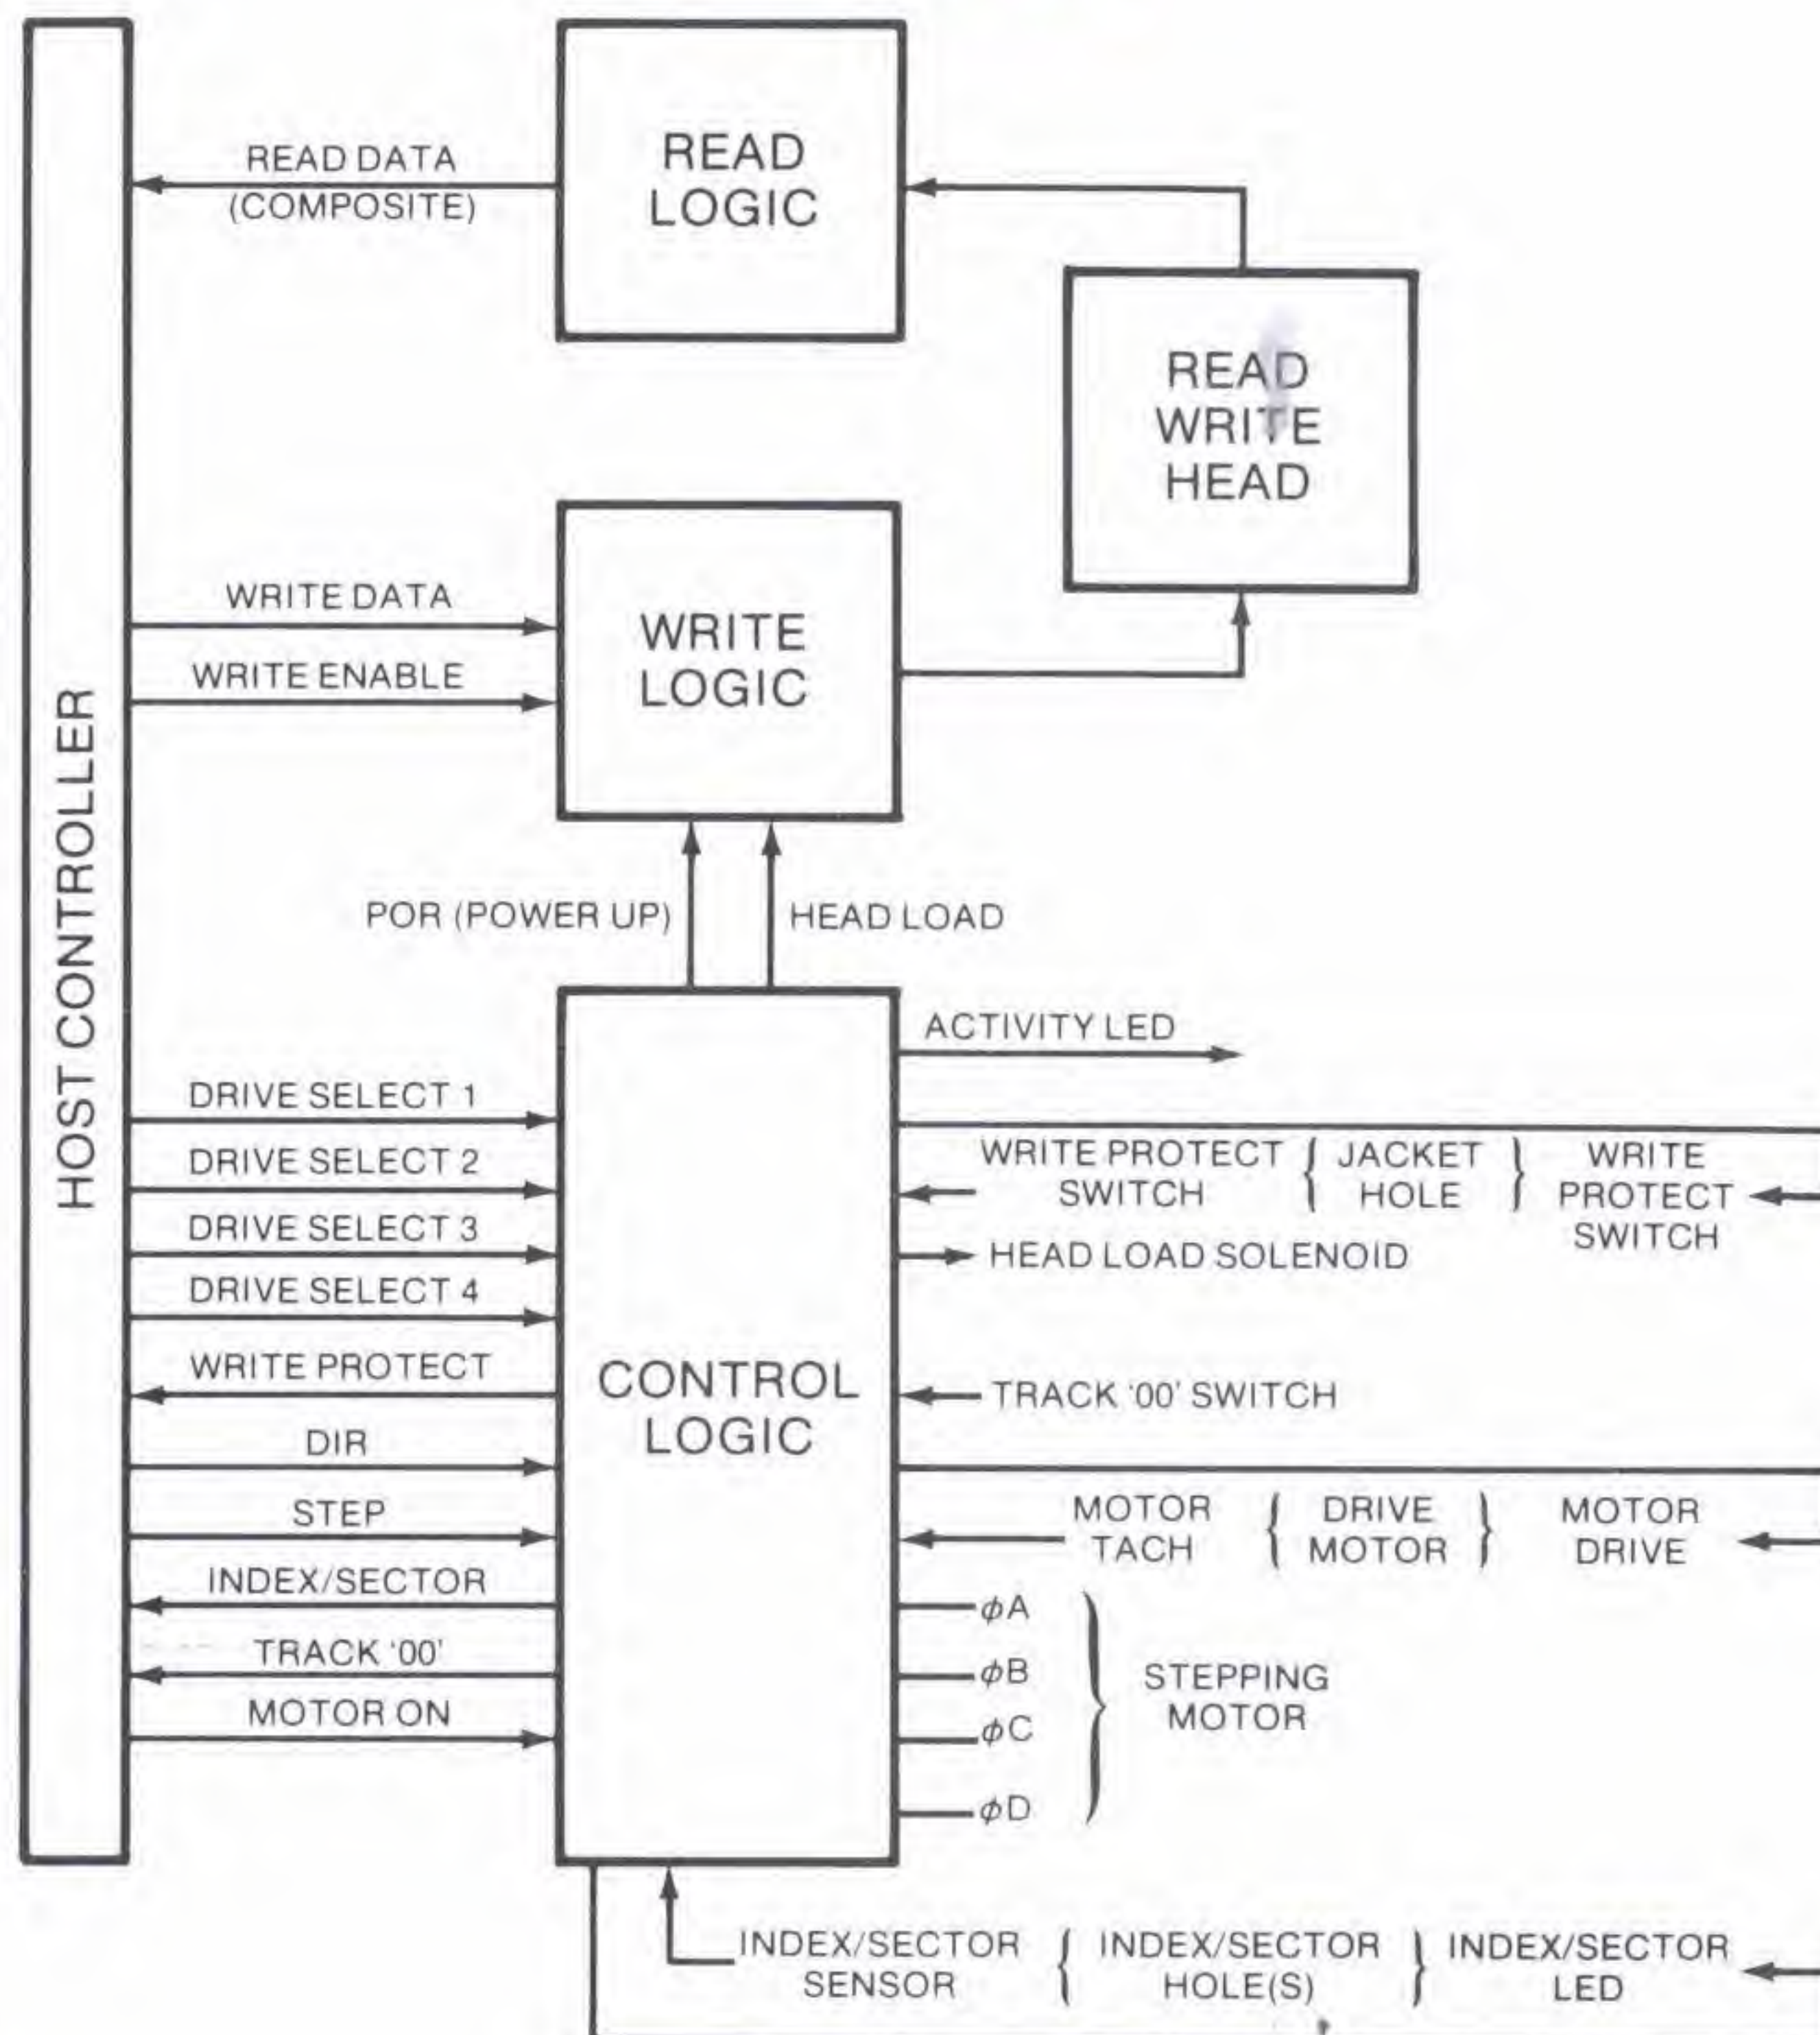 READ DATA
(COMPOSITE)
READ
LOGIC
READ
WRITE
HEAD
WRITE DATA
WRITE ENABLE
WRITE
LOGIC
HOST CONTROLLER
POR (POWER UP)
HEAD LOAD
DRIVE SELECT 1
DRIVE SELECT 2
DRIVE SELECT 3
DRIVE SELECT 4
WRITE PROTECT
DIR
STEP
INDEX/SECTOR
TRACK '00'
MOTOR ON
CONTROL
LOGIC
ACTIVITY LED
WRITE PROTECT
SWITCH
{ JACKET
HOLE }
WRITE
PROTECT
SWITCH
HEAD LOAD SOLENOID
TRACK '00' SWITCH
MOTOR
TACH
{ DRIVE
MOTOR }
MOTOR
DRIVE
φA
φB
φC
φD
} STEPPING
MOTOR
INDEX/SECTOR
SENSOR
{ INDEX/SECTOR
HOLE(S) }
INDEX/SECTOR
LED